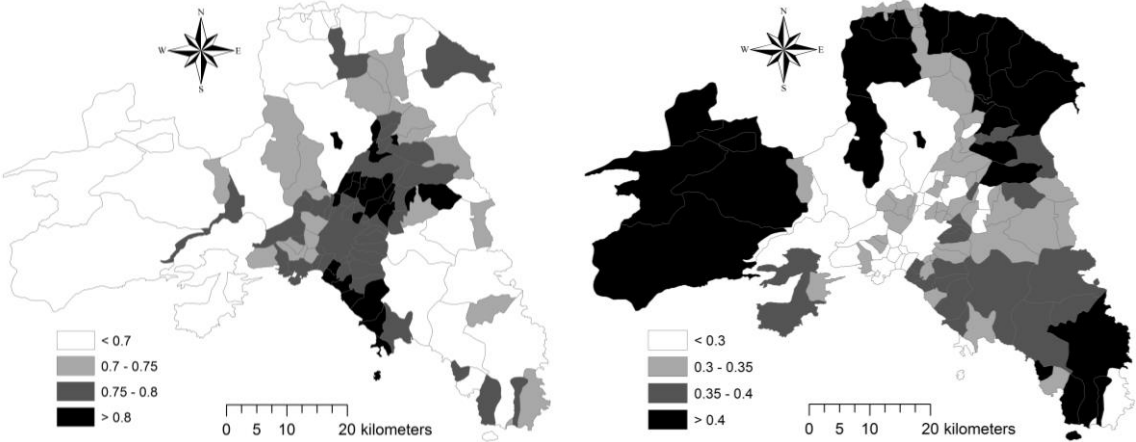 N
W E
S
< 0.7
0.7 - 0.75
0.75 - 0.8
> 0.8
0 5 10 20 kilometers
N
W E
S
< 0.3
0.3 - 0.35
0.35 - 0.4
> 0.4
0 5 10 20 kilometers